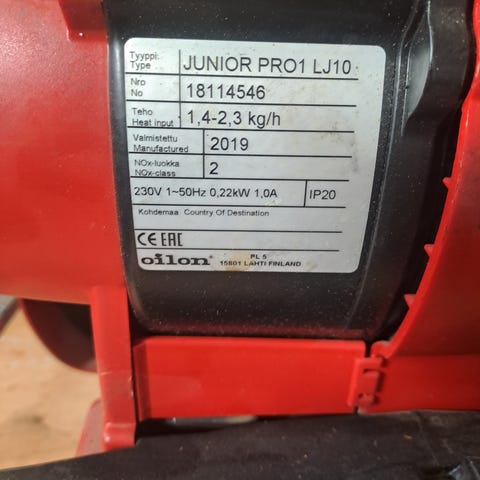 Tyyppi:
Type
JUNIOR PRO1 LJ10
Nro
No
18114546
Teho
Heat input
1,4-2,3 kg/h
Valmistettu
Manufactured
2019
NOx-luokka
NOx-class
2
230V 1~50Hz 0,22kW 1,0A
IP20
Kohdemaa Country Of Destination
CE EAC
oilon®
PL 5
15801 LAHTI FINLAND